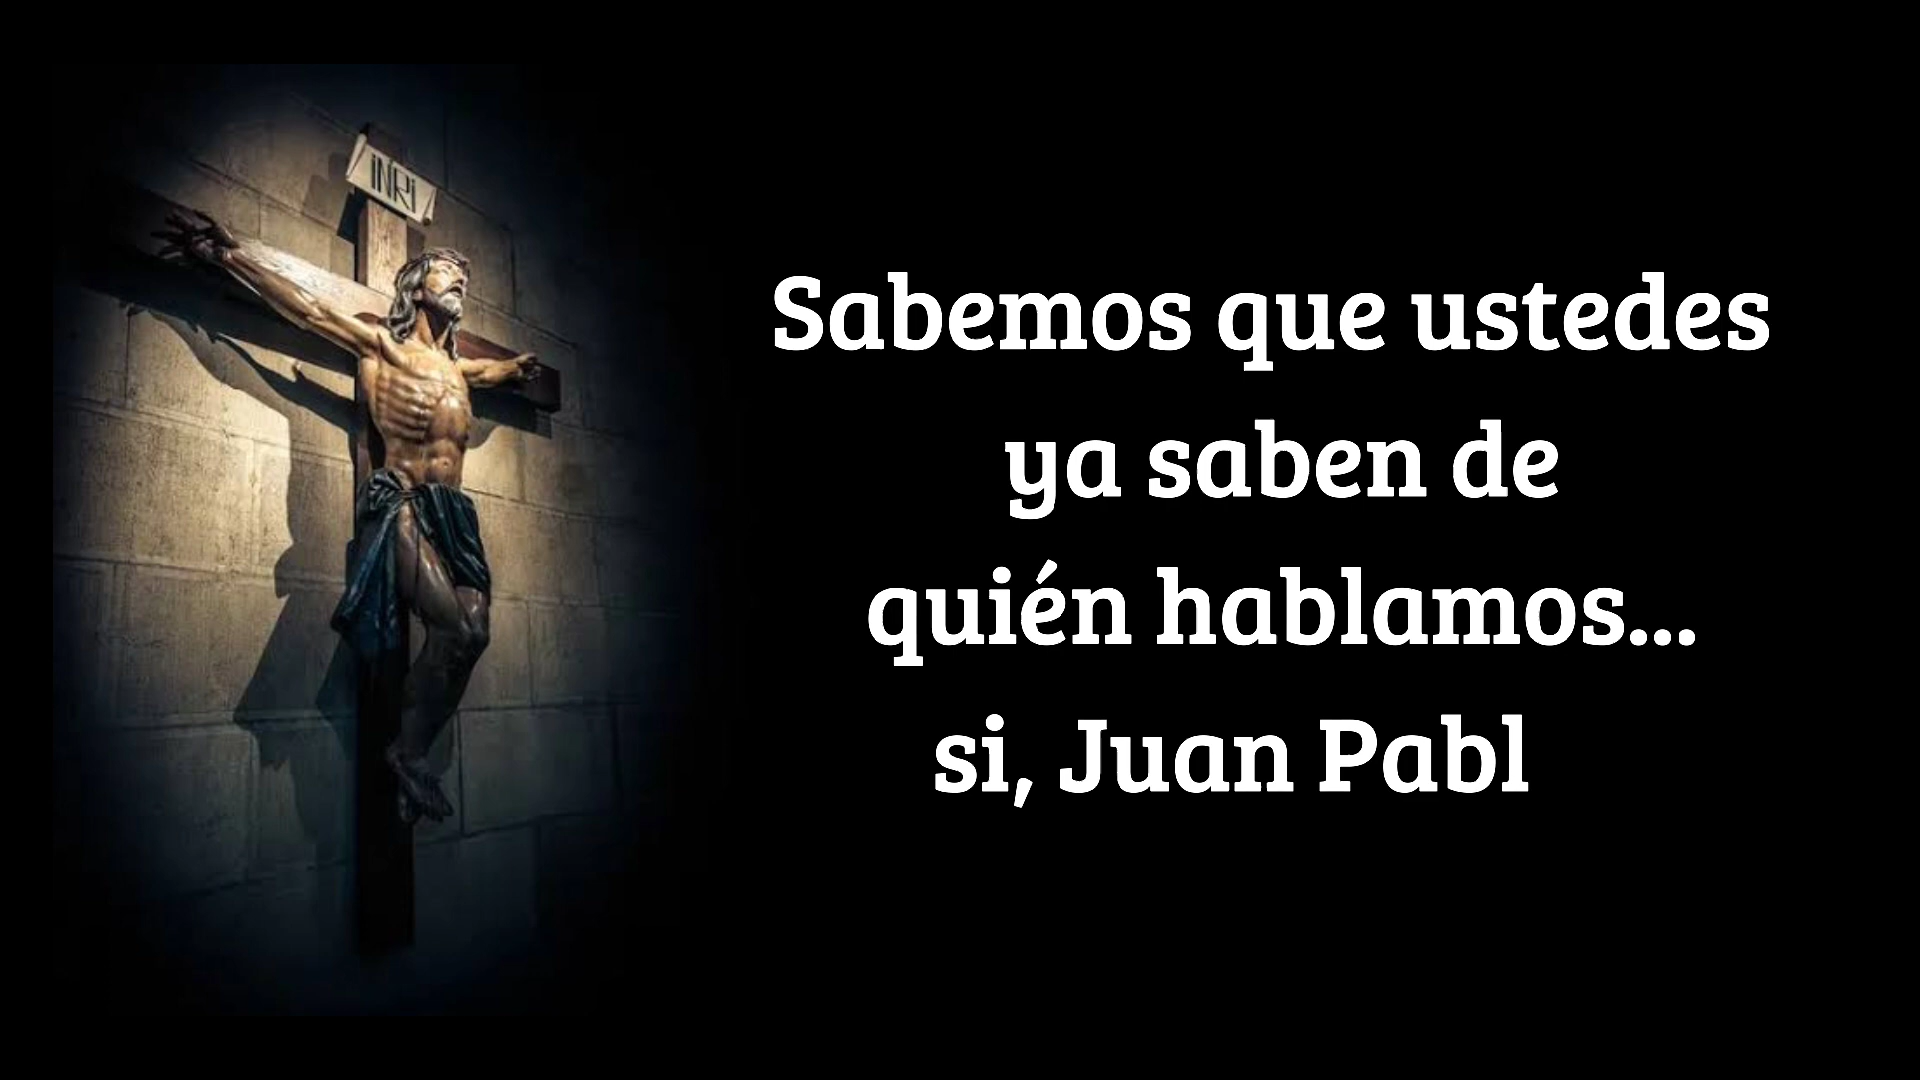 iNRi
Sabemos que ustedes
ya saben de
quién hablamos...
si, Juan Pabl